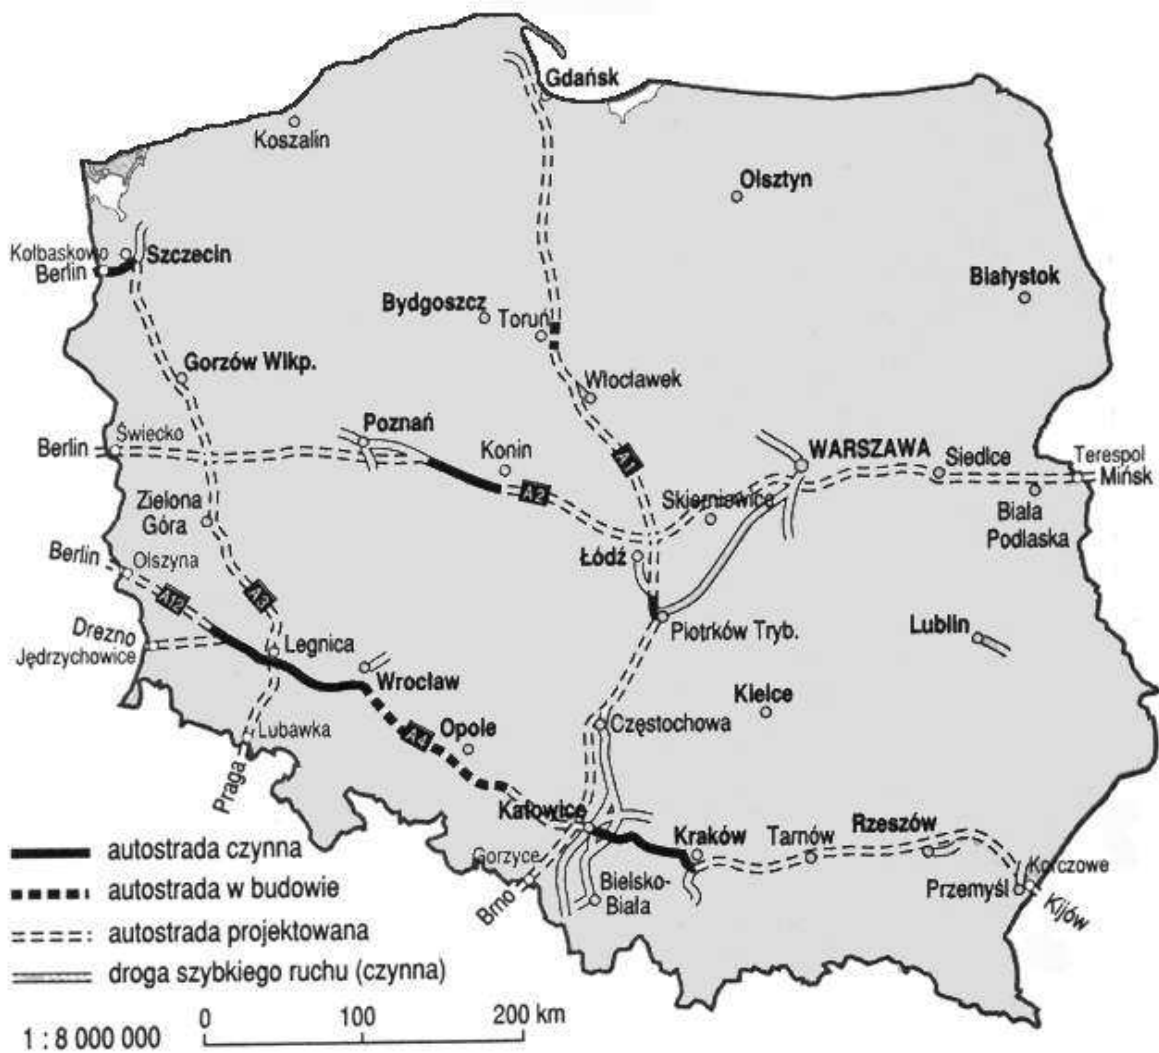 Gdańsk
Koszalin
Olsztyn
Kołbaskowo
Szczecin
Berlin
Białystok
Bydgoszcz
Toruń
Gorzów Wlkp.
Włocławek
Poznań
Świecko
Berlin
Konin
A1
WARSZAWA
Siedlce
Terespol
Mińsk
A2
Skierniewice
Zielona
Góra
Biała
Podlaska
Łódź
Berlin
Olszyna
A12
A3
Drezno
Jędrzychowice
Legnica
Piotrków Tryb.
Lublin
Wrocław
Kielce
Lubawka
A4
Opole
Częstochowa
Praga
Katowice
Kraków
Tarnów
Rzeszów
Gorzyce
Korczowe
Przemyśl
Bielsko-
Biała
Brno
Kijów
autostrada czynna
autostrada w budowie
autostrada projektowana
droga szybkiego ruchu (czynna)
1 : 8 000 000
0 100 200 km